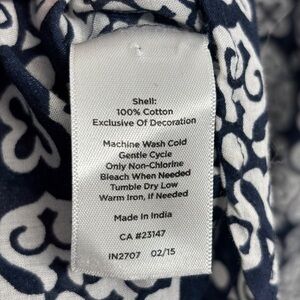 Shell:
100% Cotton
Exclusive Of Decoration
Machine Wash Cold
Gentle Cycle
Only Non-Chlorine
Bleach When Needed
Tumble Dry Low
Warm Iron, If Needed
Made In India
CA #23147
IN2707 02/15